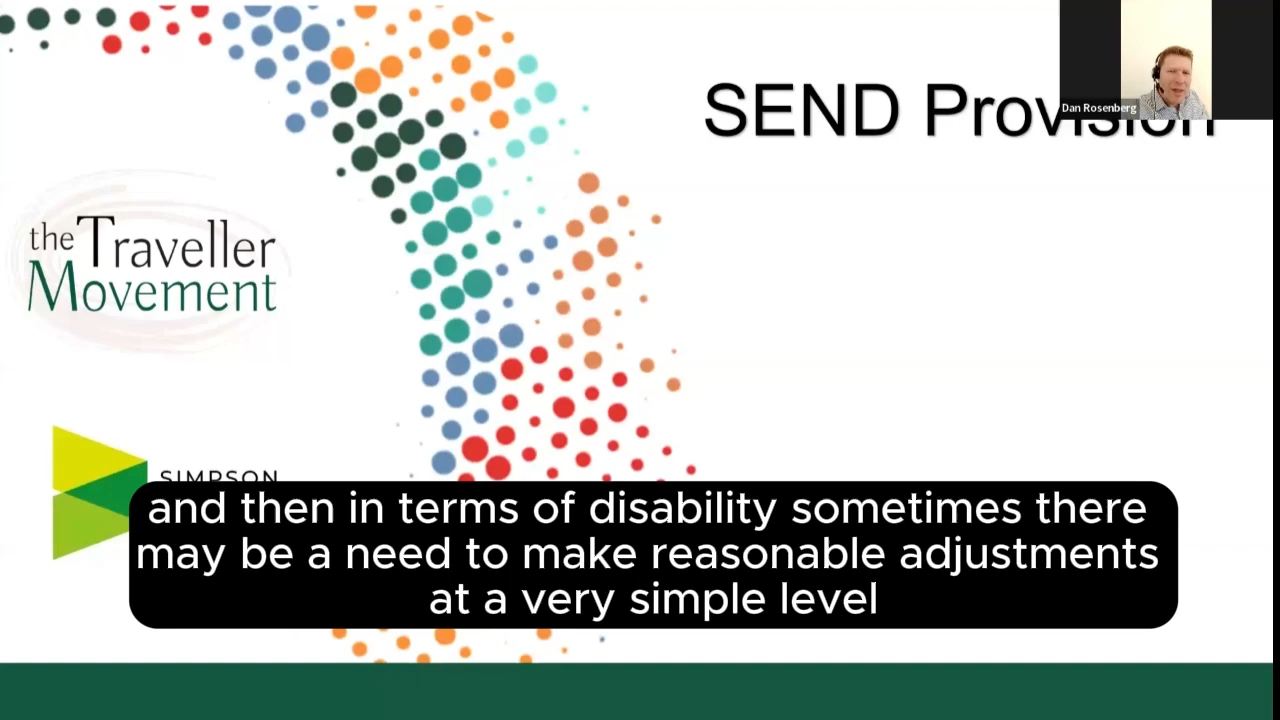 SEND Provision
Dan Rosenberg
the Traveller
Movement
SIMPSON
and then in terms of disability sometimes there
may be a need to make reasonable adjustments
at a very simple level